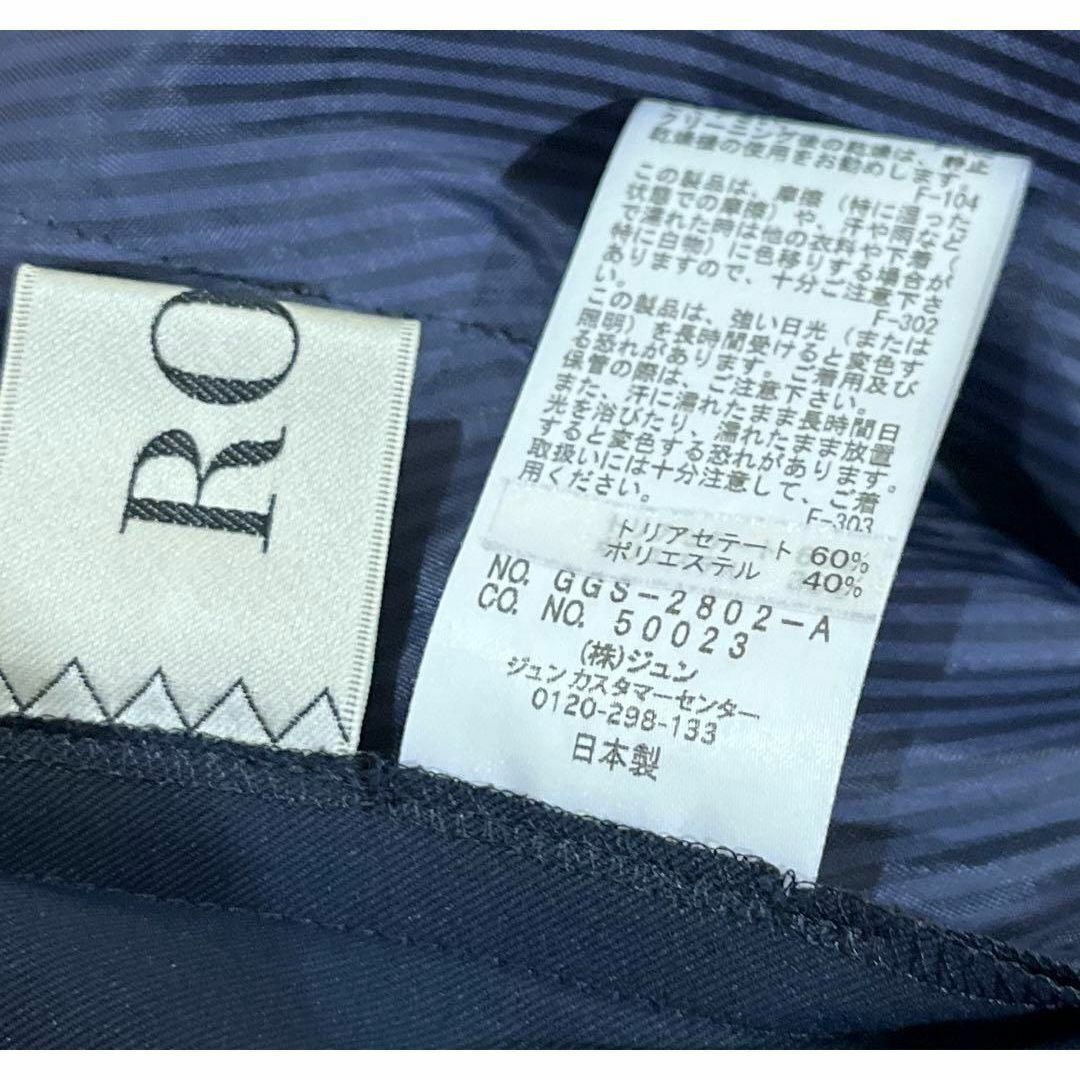 RO
クリーニング後の乾燥は、静止
乾燥機の使用をお勧めします。
F-104
この製品は、摩擦(特に湿った
状態での摩擦)や、汗や雨など
で濡れた時は他の衣料や下着(
特に白物)に色移りする場合が
ありますので、十分ご注意下さ
い。 F-302
この製品は、強い日光(または
照明)を長時間受けると変色す
る恐れがあります。ご着用及び
保管の際は、ご注意下さい。
また、汗に濡れたまま長時間日
光を浴びたり、濡れたまま放置
すると変色する恐れがあります。
取扱いには十分注意して、ご着
用ください。
F-303
トリアセテート 60%
ポリエステル 40%
NO. GGS-2802-A
CO. NO. 50023
(株)ジュン
ジュン カスタマーセンター
0120-298-133
日本製